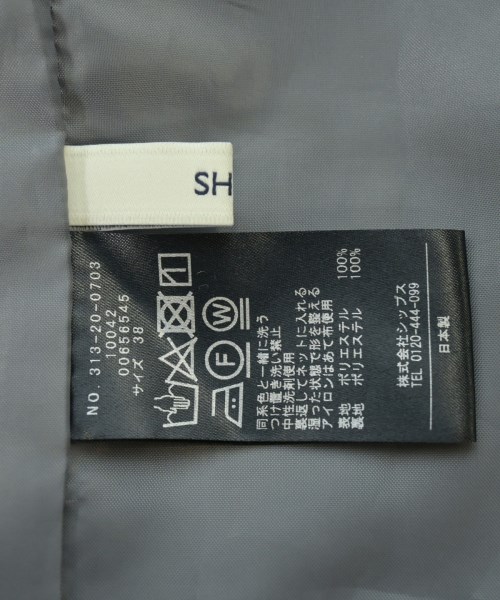 SH
NO. 313-20-0703
10042
00656545
サイズ 38
F
W
同系色と一緒に洗う
つけ置き洗い禁止
中性洗剤使用
裏返してネットに入れる
湿った状態で形を整える
アイロンはあて布使用
表地 ポリエステル 100%
裏地 ポリエステル 100%
株式会社シップス
TEL 0120-444-099
日本製